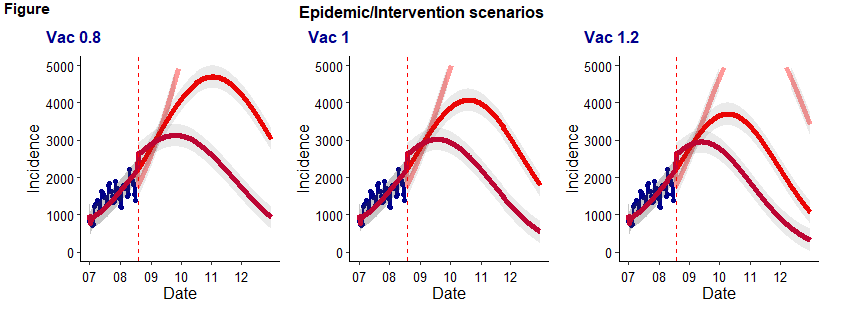 Figure
Epidemic/Intervention scenarios
Vac 0.8
Incidence
5000
4000
3000
2000
1000
0
07 08 09 10 11 12
Date
Vac 1
Incidence
5000
4000
3000
2000
1000
0
07 08 09 10 11 12
Date
Vac 1.2
Incidence
5000
4000
3000
2000
1000
0
07 08 09 10 11 12
Date